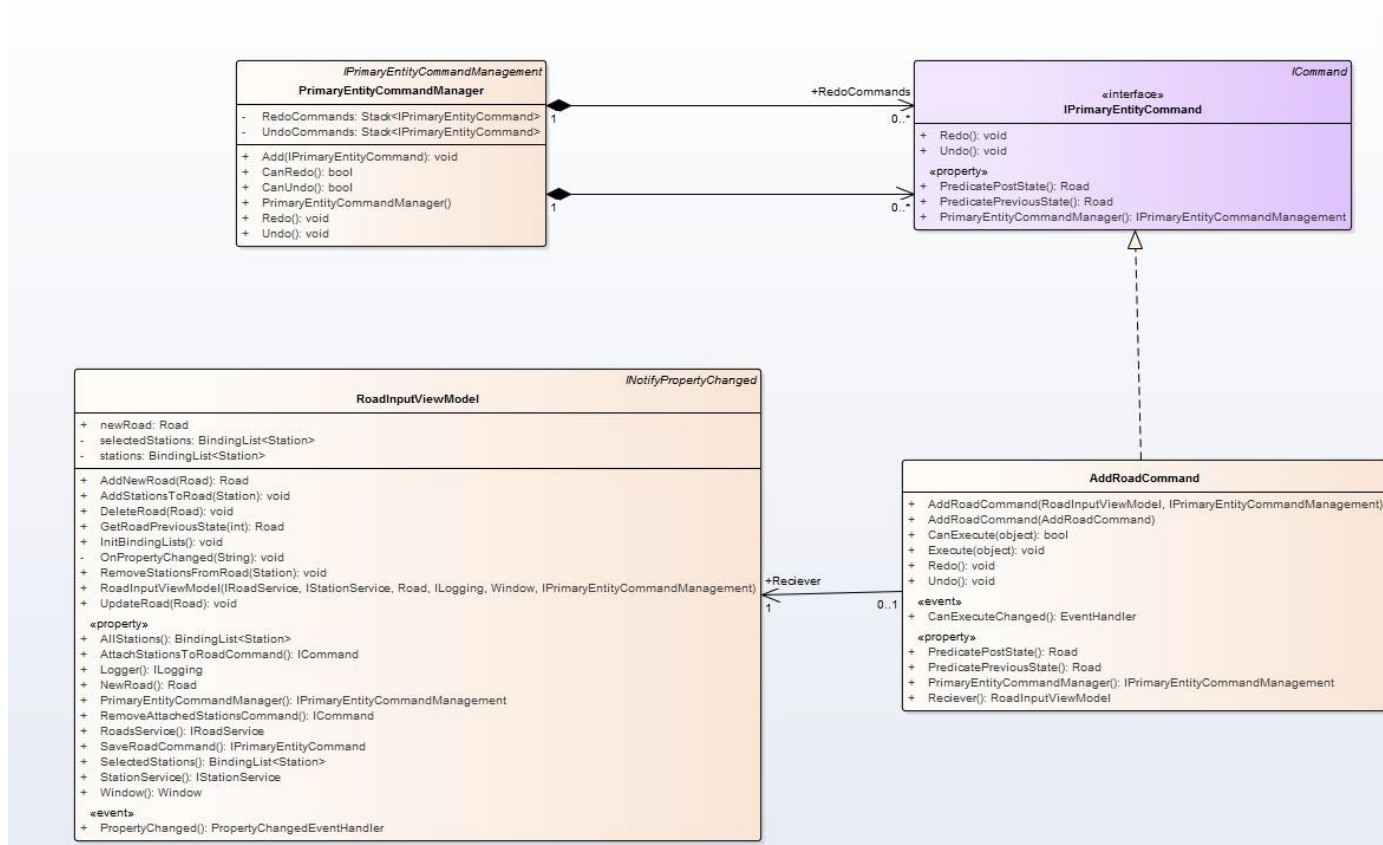 IPrimaryEntityCommandManagement
PrimaryEntityCommandManager
- RedoCommands: Stack<IPrimaryEntityCommand>
- UndoCommands: Stack<IPrimaryEntityCommand>
+ Add(IPrimaryEntityCommand): void
+ CanRedo(): bool
+ CanUndo(): bool
+ PrimaryEntityCommandManager()
+ Redo(): void
+ Undo(): void
+RedoCommands
1
0..*
1
0..*
ICommand
«interface»
IPrimaryEntityCommand
+ Redo(): void
+ Undo(): void
«property»
+ PredicatePostState(): Road
+ PredicatePreviousState(): Road
+ PrimaryEntityCommandManager(): IPrimaryEntityCommandManagement
INotifyPropertyChanged
RoadInputViewModel
+ newRoad: Road
- selectedStations: BindingList<Station>
- stations: BindingList<Station>
+ AddNewRoad(Road): Road
+ AddStationsToRoad(Station): void
+ DeleteRoad(Road): void
+ GetRoadPreviousState(int): Road
+ InitBindingLists(): void
- OnPropertyChanged(String): void
+ RemoveStationsFromRoad(Station): void
+ RoadInputViewModel(IRoadService, IStationService, Road, ILogging, Window, IPrimaryEntityCommandManagement)
+ UpdateRoad(Road): void
«property»
+ AllStations(): BindingList<Station>
+ AttachStationsToRoadCommand(): ICommand
+ Logger(): ILogging
+ NewRoad(): Road
+ PrimaryEntityCommandManager(): IPrimaryEntityCommandManagement
+ RemoveAttachedStationsCommand(): ICommand
+ RoadsService(): IRoadService
+ SaveRoadCommand(): IPrimaryEntityCommand
+ SelectedStations(): BindingList<Station>
+ StationService(): IStationService
+ Window(): Window
«event»
+ PropertyChanged(): PropertyChangedEventHandler
+Reciever
1
0..1
AddRoadCommand
+ AddRoadCommand(RoadInputViewModel, IPrimaryEntityCommandManagement)
+ AddRoadCommand(AddRoadCommand)
+ CanExecute(object): bool
+ Execute(object): void
+ Redo(): void
+ Undo(): void
«event»
+ CanExecuteChanged(): EventHandler
«property»
+ PredicatePostState(): Road
+ PredicatePreviousState(): Road
+ PrimaryEntityCommandManager(): IPrimaryEntityCommandManagement
+ Reciever(): RoadInputViewModel